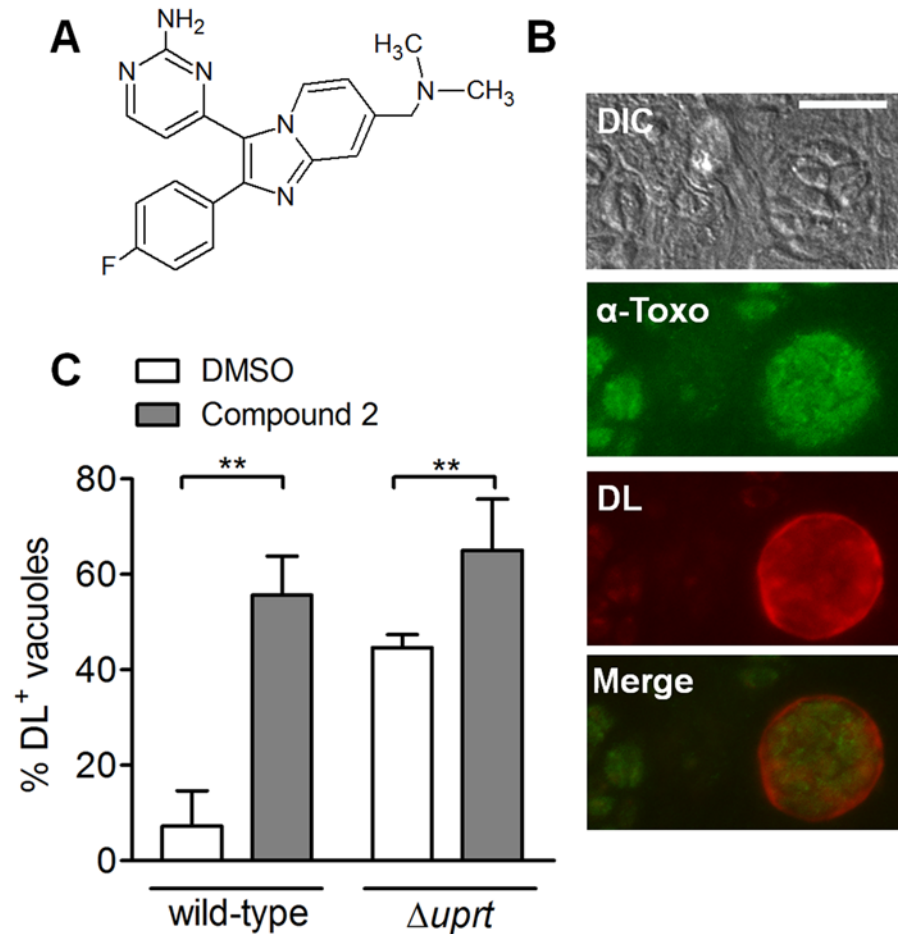 A
NH₂
N
N
H₃C
N
CH₃
N
N
F
B
DIC
α-Toxo
DL
Merge
C
DMSO
Compound 2
**
**
80
60
40
20
0
% DL⁺ vacuoles
wild-type
Δuprt